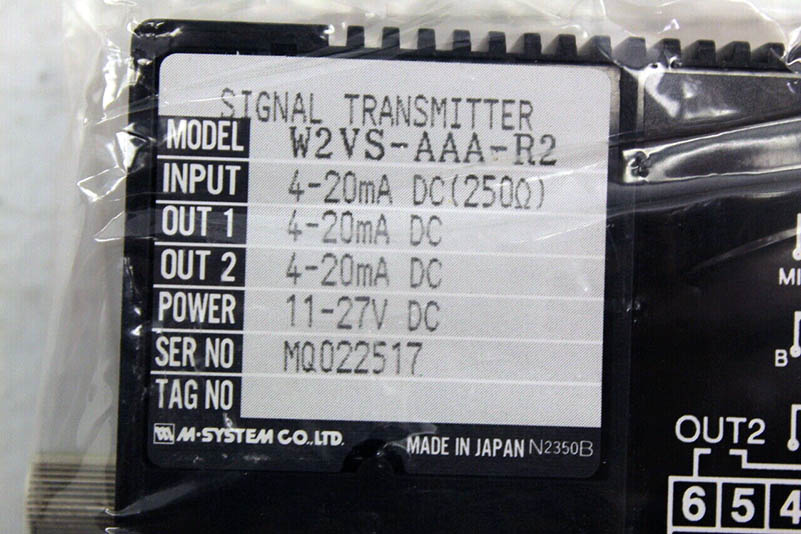 SIGNAL TRANSMITTER
MODEL W2VS-AAA-R2
INPUT 4-20mA DC(250Ω)
OUT 1 4-20mA DC
OUT 2 4-20mA DC
POWER 11-27V DC
SER NO MQ022517
TAG NO
M-SYSTEM CO.,LTD. MADE IN JAPAN N2350B
MI
B
OUT2
6 5 4